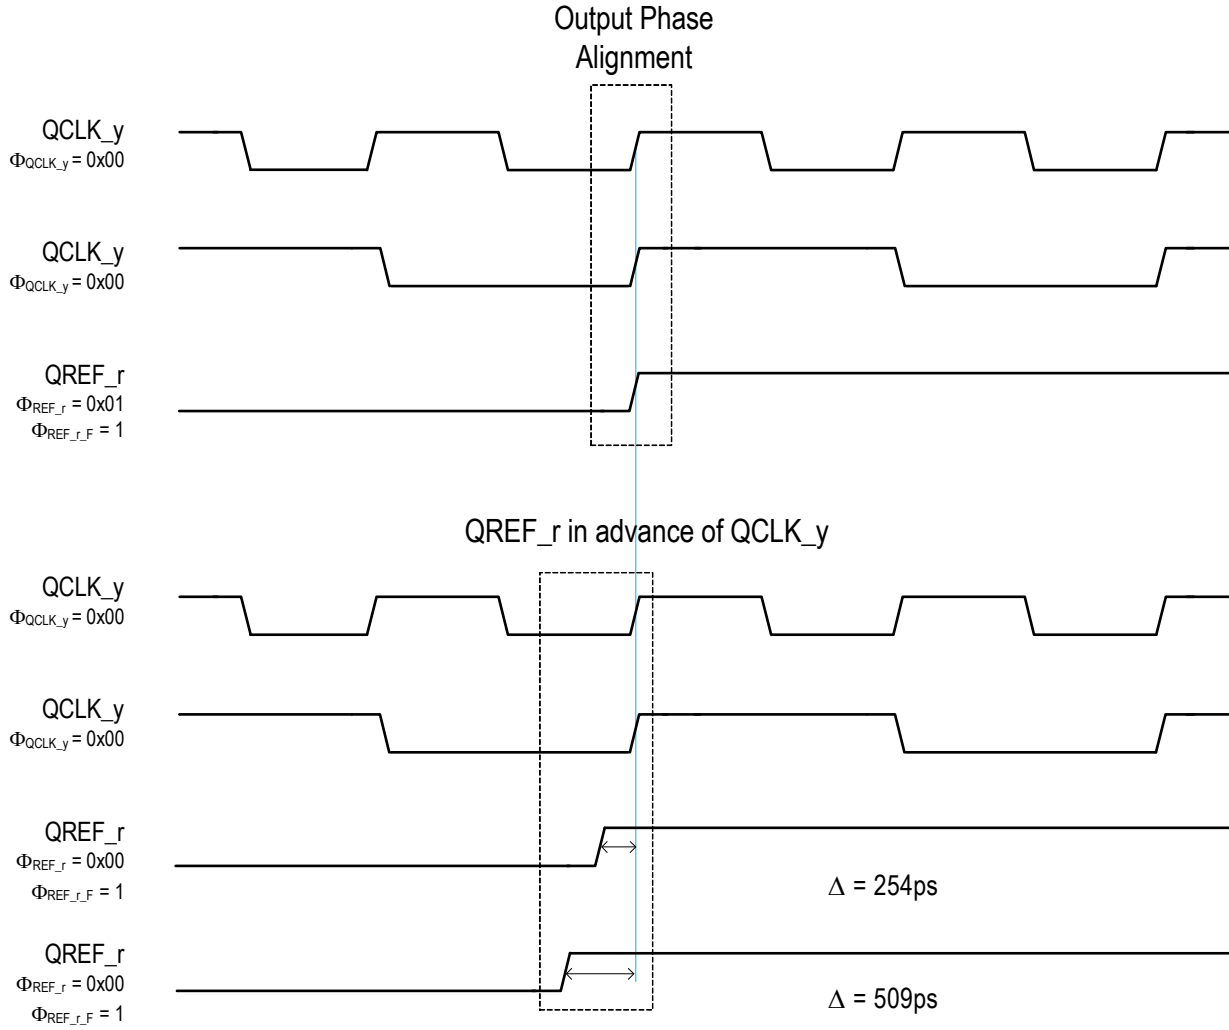 Output Phase
Alignment
QCLK_y
ΦQCLK_y = 0x00
QCLK_y
ΦQCLK_y = 0x00
QREF_r
ΦREF_r = 0x01
ΦREF_r_F = 1
QREF_r in advance of QCLK_y
QCLK_y
ΦQCLK_y = 0x00
QCLK_y
ΦQCLK_y = 0x00
QREF_r
ΦREF_r = 0x00
ΦREF_r_F = 1
Δ = 254ps
QREF_r
ΦREF_r = 0x00
ΦREF_r_F = 1
Δ = 509ps